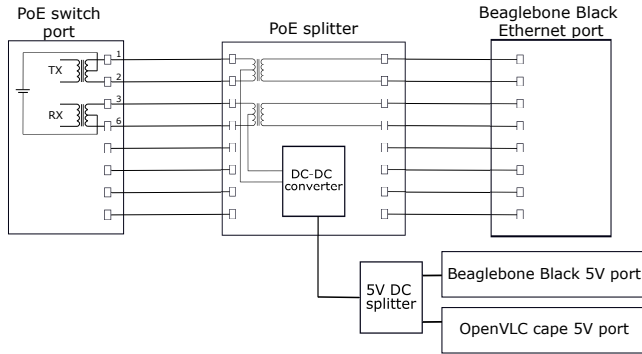 PoE switch
port
PoE splitter
Beaglebone Black
Ethernet port
1
TX
2
3
RX
6
DC-DC
converter
5V DC
splitter
Beaglebone Black 5V port
OpenVLC cape 5V port